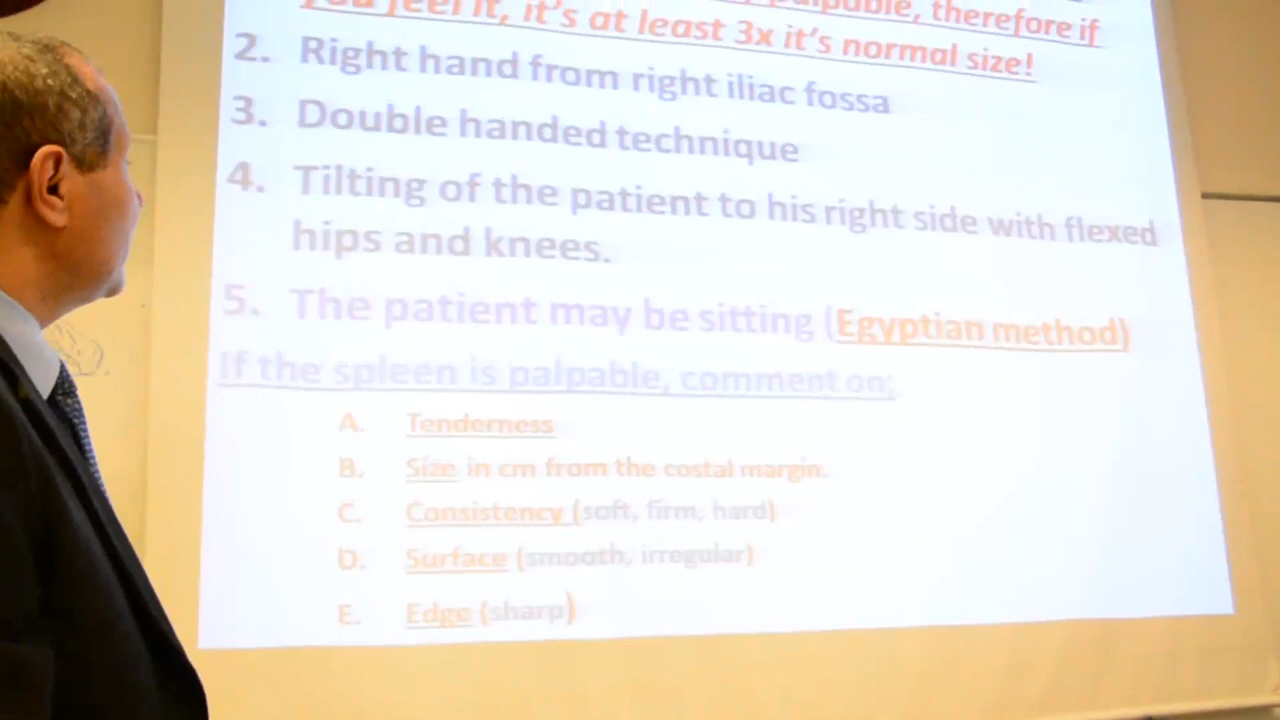 palpable, therefore if
you feel it, it's at least 3x it's normal size!
2. Right hand from right iliac fossa
3. Double handed technique
4. Tilting of the patient to his right side with flexed
hips and knees.
5. The patient may be sitting (Egyptian method)
If the spleen is palpable, comment on;
A. Tenderness
B. Size in cm from the costal margin.
C. Consistency (soft, firm, hard)
D. Surface (smooth, irregular)
E. Edge (sharp)